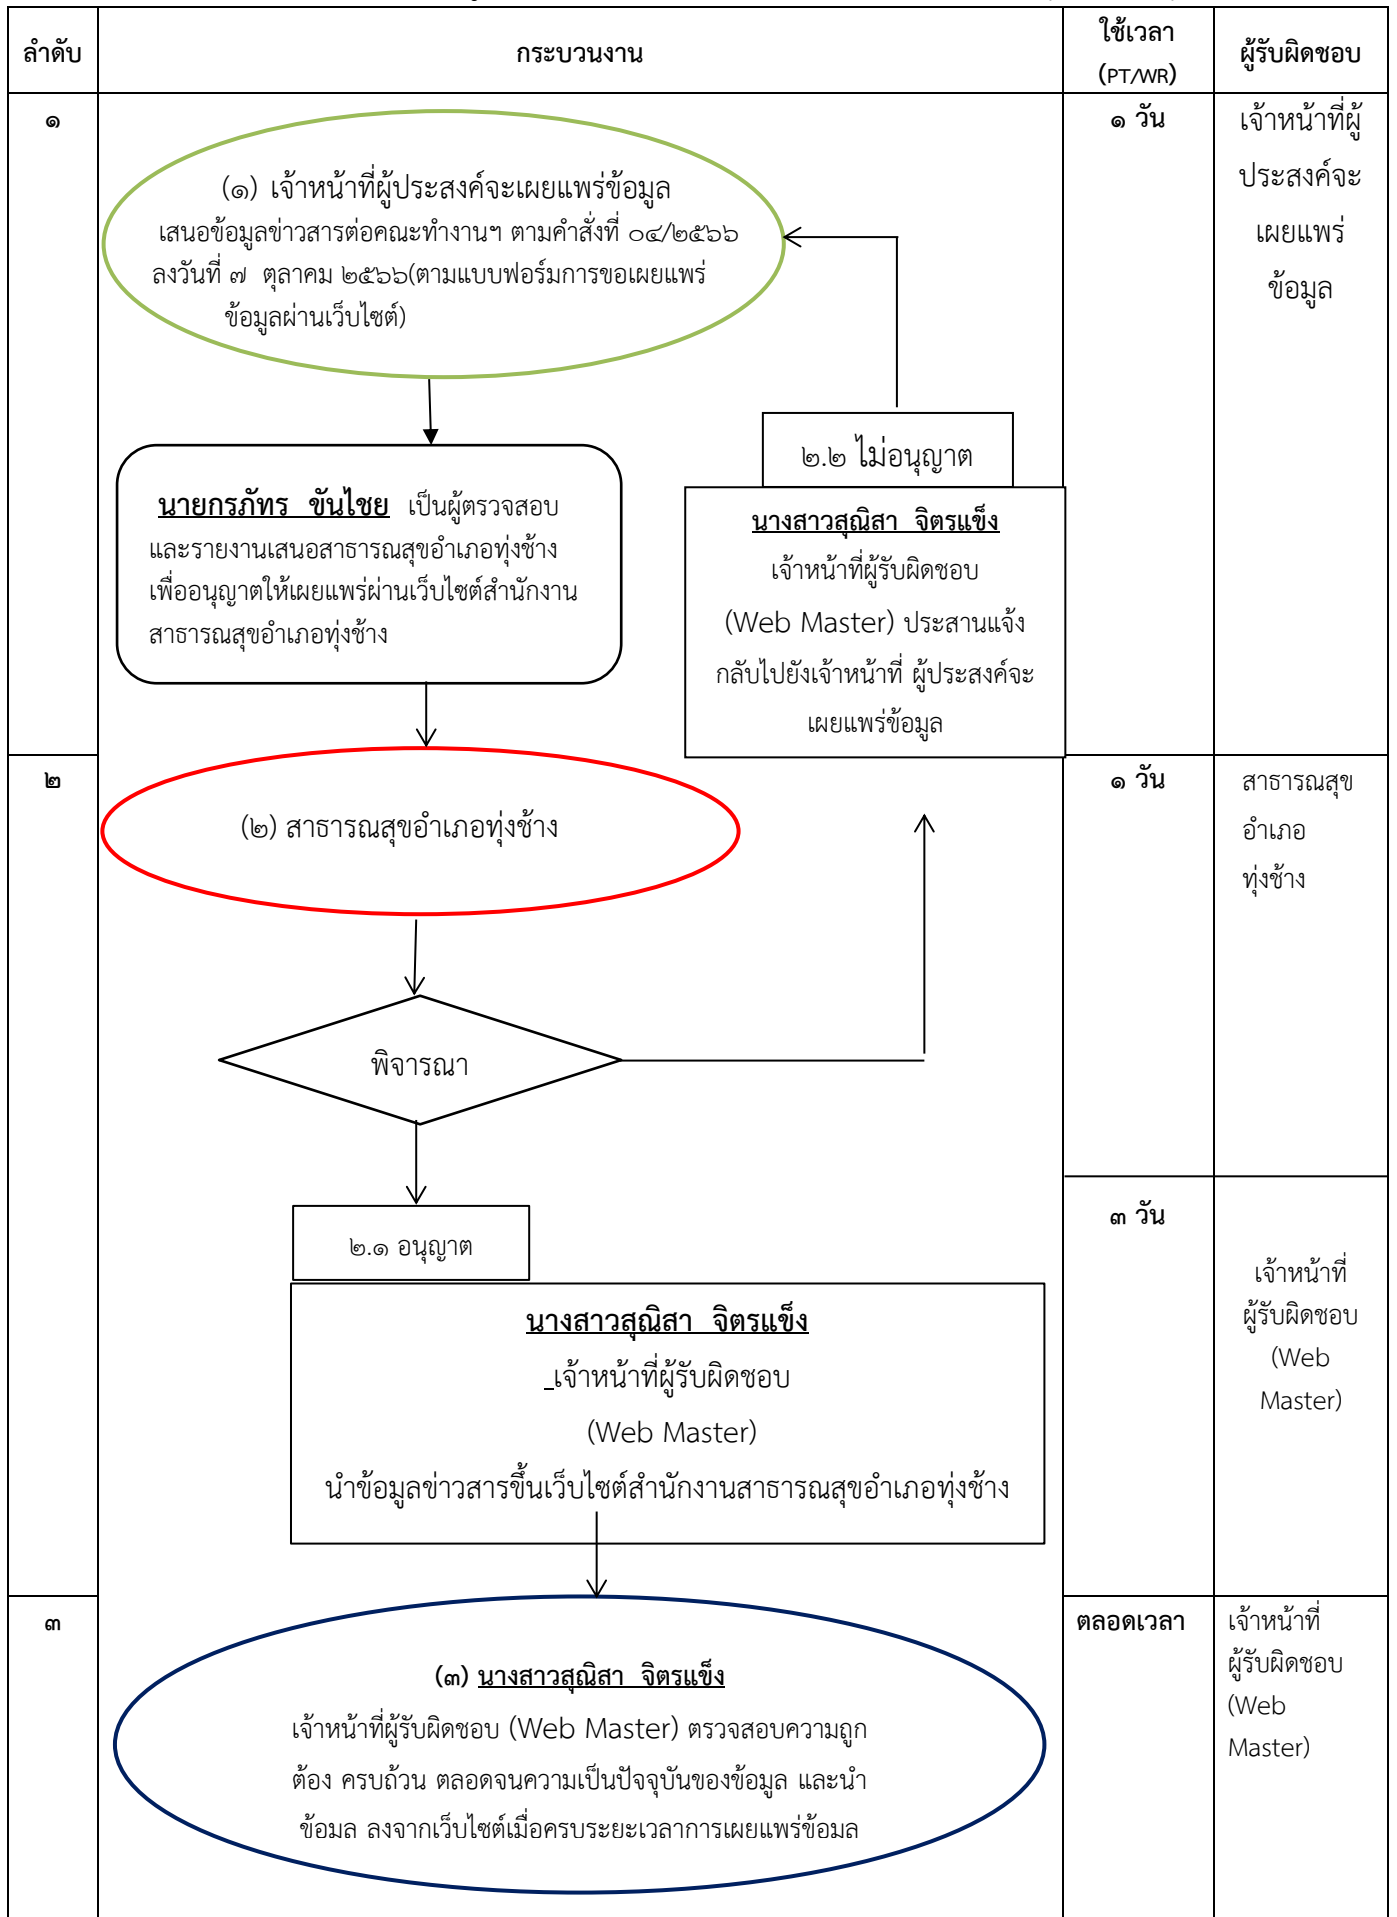 ลำดับ
กระบวนงาน
ใช้เวลา
(PT/WR)
ผู้รับผิดชอบ
๑
(๑) เจ้าหน้าที่ผู้ประสงค์จะเผยแพร่ข้อมูล
เสนอข้อมูลข่าวสารต่อคณะทำงานฯ ตามคำสั่งที่ ๐๔/๒๕๖๖
ลงวันที่ ๗ ตุลาคม ๒๕๖๖(ตามแบบฟอร์มการขอเผยแพร่
ข้อมูลผ่านเว็บไซต์)
๑ วัน
เจ้าหน้าที่ผู้
ประสงค์จะ
เผยแพร่
ข้อมูล
นายกรภัทร ขันไชย เป็นผู้ตรวจสอบ
และรายงานเสนอสาธารณสุขอำเภอทุ่งช้าง
เพื่ออนุญาตให้เผยแพร่ผ่านเว็บไซต์สำนักงาน
สาธารณสุขอำเภอทุ่งช้าง
๒.๒ ไม่อนุญาต
นางสาวสุณิสา จิตรแข็ง
เจ้าหน้าที่ผู้รับผิดชอบ
(Web Master) ประสานแจ้ง
กลับไปยังเจ้าหน้าที่ ผู้ประสงค์จะ
เผยแพร่ข้อมูล
๒
(๒) สาธารณสุขอำเภอทุ่งช้าง
๑ วัน
สาธารณสุข
อำเภอ
ทุ่งช้าง
พิจารณา
๒.๑ อนุญาต
นางสาวสุณิสา จิตรแข็ง
เจ้าหน้าที่ผู้รับผิดชอบ
(Web Master)
นำข้อมูลข่าวสารขึ้นเว็บไซต์สำนักงานสาธารณสุขอำเภอทุ่งช้าง
๓ วัน
เจ้าหน้าที่
ผู้รับผิดชอบ
(Web
Master)
๓
(๓) นางสาวสุณิสา จิตรแข็ง
เจ้าหน้าที่ผู้รับผิดชอบ (Web Master) ตรวจสอบความถูก
ต้อง ครบถ้วน ตลอดจนความเป็นปัจจุบันของข้อมูล และนำ
ข้อมูล ลงจากเว็บไซต์เมื่อครบระยะเวลาการเผยแพร่ข้อมูล
ตลอดเวลา
เจ้าหน้าที่
ผู้รับผิดชอบ
(Web
Master)